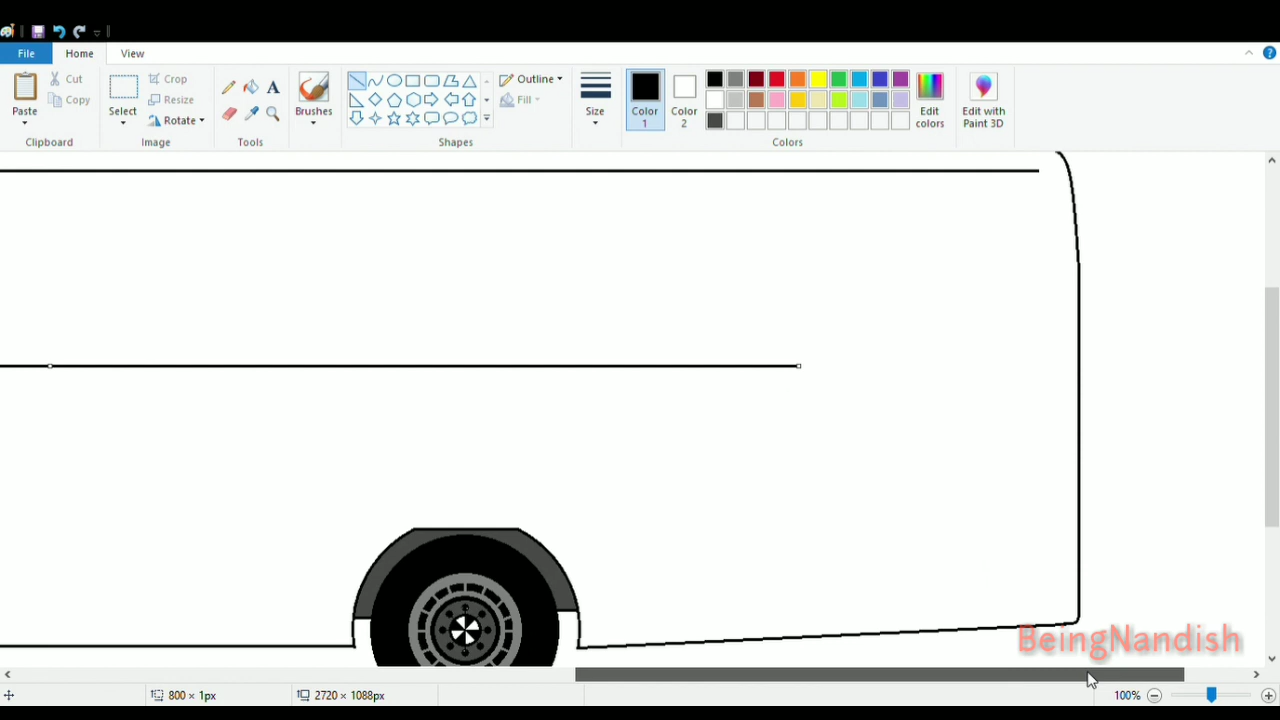 File Home View
Paste
Cut
Copy
Clipboard
Select
Crop
Resize
Rotate
Image
A
Tools
Brushes
Shapes
Outline
Fill
Size
Color 1
Color 2
Edit colors
Colors
Edit with Paint 3D
?
BeingNandish
800 × 1px
2720 × 1088px
100%